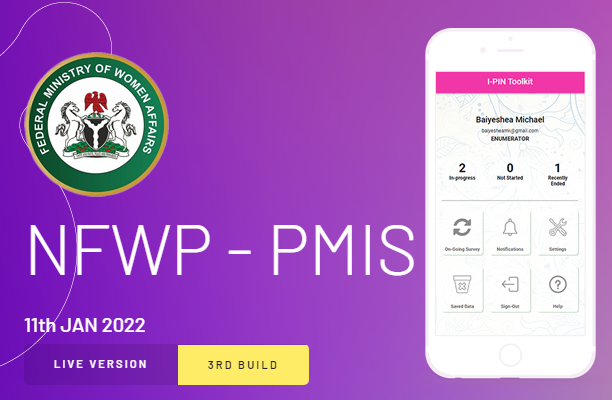 FEDERAL MINISTRY OF WOMEN AFFAIRS
NFWP - PMIS
11th JAN 2022
LIVE VERSION
3RD BUILD
I-PIN Toolkit
Baiyeshea Michael
baiyesheamk@gmail.com
ENUMERATOR
2 0 1
In-progress Not Started Recently
Ended
On-Going Survey Notifications Settings
Saved Data Sign-Out Help